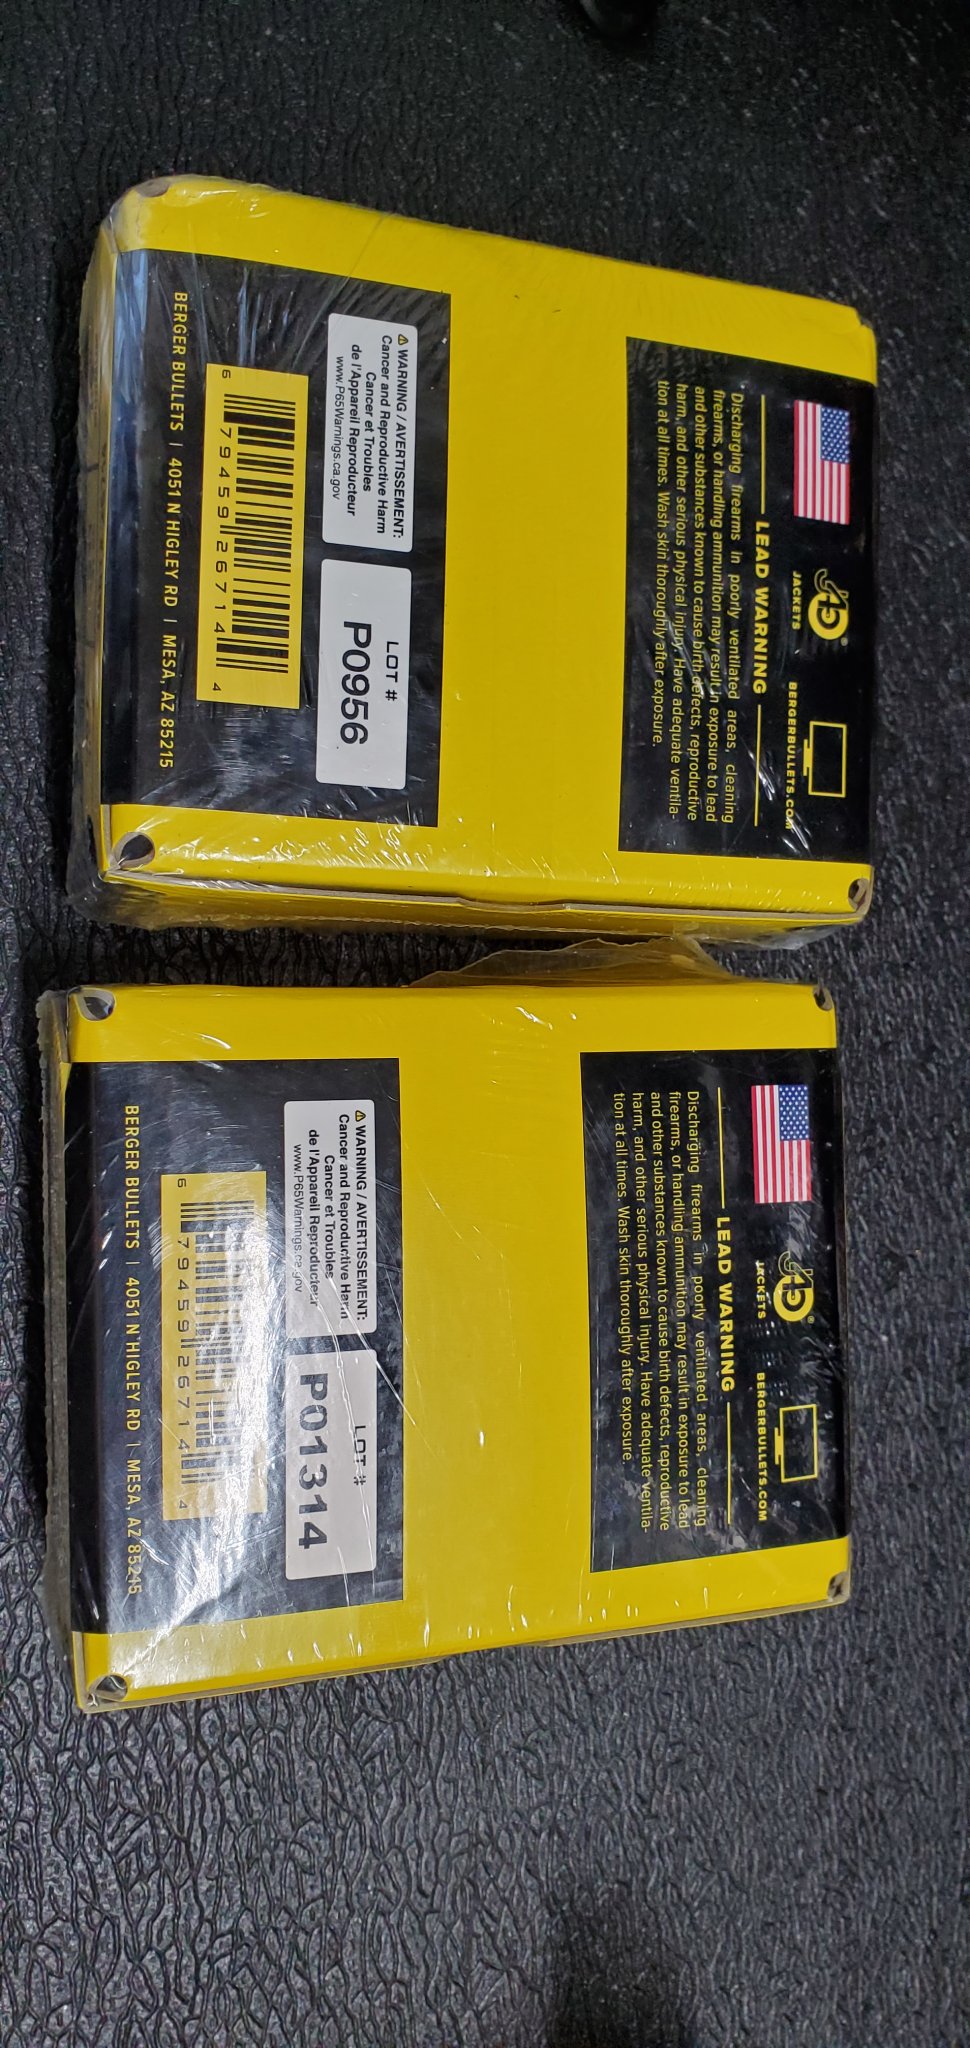 J4
JACKETS
BERGERBULLETS.COM
LEAD WARNING
Discharging firearms in poorly ventilated areas, cleaning
firearms, or handling ammunition may result in exposure to lead
and other substances known to cause birth defects, reproductive
harm, and other serious physical injury. Have adequate ventila-
tion at all times. Wash skin thoroughly after exposure.
WARNING / AVERTISSEMENT:
Cancer and Reproductive Harm
Cancer et Troubles
de l'Appareil Reproducteur
www.P65Warnings.ca.gov
LOT #
P0956
6 79459 26714 4
BERGER BULLETS | 4051 N HIGLEY RD | MESA, AZ 85215
J4
JACKETS
BERGERBULLETS.COM
LEAD WARNING
Discharging firearms in poorly ventilated areas, cleaning
firearms, or handling ammunition may result in exposure to lead
and other substances known to cause birth defects, reproductive
harm, and other serious physical injury. Have adequate ventila-
tion at all times. Wash skin thoroughly after exposure.
WARNING / AVERTISSEMENT:
Cancer and Reproductive Harm
Cancer et Troubles
de l'Appareil Reproducteur
www.P65Warnings.ca.gov
LOT #
P01314
6 79459 26714 4
BERGER BULLETS | 4051 N HIGLEY RD | MESA, AZ 85215